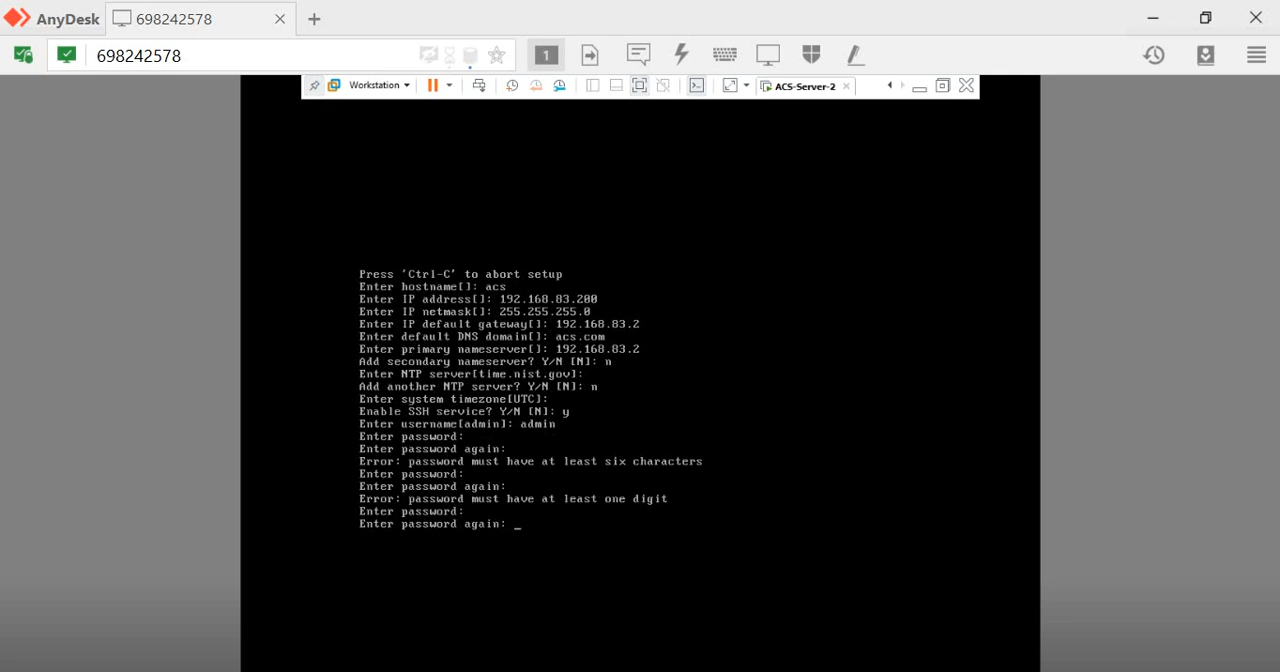 AnyDesk
698242578
698242578
1
Workstation
ACS-Server-2
Press 'Ctrl-C' to abort setup
Enter hostname[]: acs
Enter IP address[]: 192.168.83.200
Enter IP netmask[]: 255.255.255.0
Enter IP default gateway[]: 192.168.83.2
Enter default DNS domain[]: acs.com
Enter primary nameserver[]: 192.168.83.2
Add secondary nameserver? Y/N [N]: n
Enter NTP server[time.nist.gov]:
Add another NTP server? Y/N [N]: n
Enter system timezone[UTC]:
Enable SSH service? Y/N [N]: y
Enter username[admin]: admin
Enter password:
Enter password again:
Error: password must have at least six characters
Enter password:
Enter password again:
Error: password must have at least one digit
Enter password:
Enter password again: _